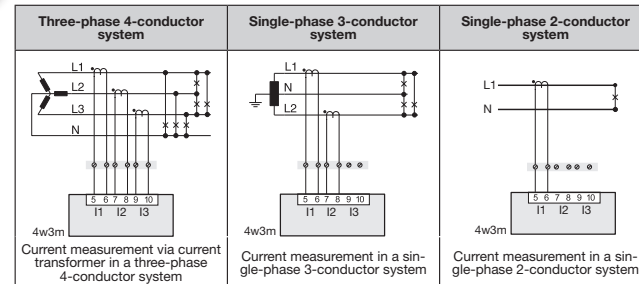 Three-phase 4-conductor
system
L1
L2
L3
N
5 6 7 8 9 10
I1 I2 I3
4w3m
Current measurement via current
transformer in a three-phase
4-conductor system
Single-phase 3-conductor
system
L1
N
L2
5 6 7 8 9 10
I1 I2 I3
4w3m
Current measurement in a sin-
gle-phase 3-conductor system
Single-phase 2-conductor
system
L1
N
5 6 7 8 9 10
I1 I2 I3
4w3m
Current measurement in a sin-
gle-phase 2-conductor system